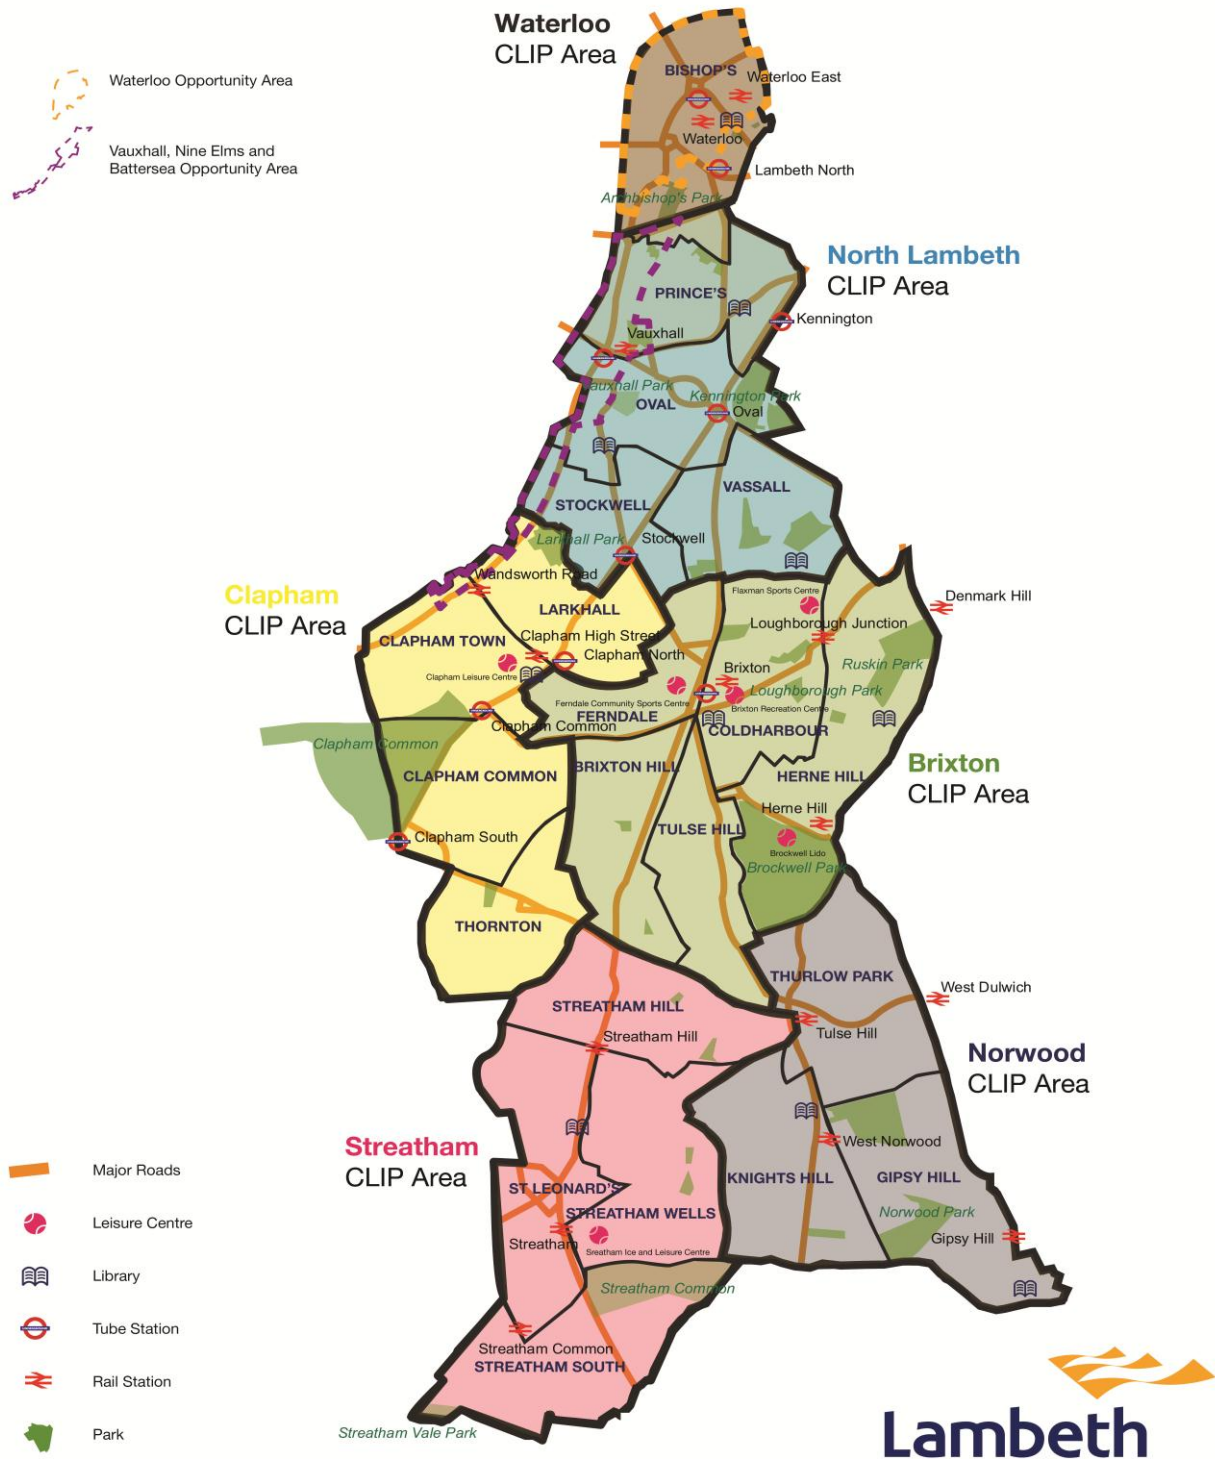 Waterloo
CLIP Area
Waterloo Opportunity Area
Vauxhall, Nine Elms and
Battersea Opportunity Area
BISHOP'S
Waterloo East
Waterloo
Lambeth North
Archbishop's Park
North Lambeth
CLIP Area
PRINCE'S
Kennington
Vauxhall
Vauxhall Park
Kennington Park
OVAL
Oval
VASSALL
STOCKWELL
Larkhall Park
Stockwell
Wandsworth Road
Clapham
CLIP Area
LARKHALL
Flaxman Sports Centre
Denmark Hill
Loughborough Junction
CLAPHAM TOWN
Clapham High Street
Clapham North
Ruskin Park
Clapham Leisure Centre
Brixton
Loughborough Park
Ferndale Community Sports Centre
Brixton Recreation Centre
FERNDALE
Clapham Common
COLDHARBOUR
Clapham Common
BRIXTON HILL
CLAPHAM COMMON
HERNE HILL
Brixton
CLIP Area
Herne Hill
TULSE HILL
Clapham South
Brockwell Lido
Brockwell Park
THORNTON
THURLOW PARK
West Dulwich
STREATHAM HILL
Streatham Hill
Tulse Hill
Norwood
CLIP Area
Streatham
CLIP Area
West Norwood
KNIGHTS HILL
GIPSY HILL
ST LEONARD'S
STREATHAM WELLS
Norwood Park
Gipsy Hill
Streatham
Sreatham Ice and Leisure Centre
Streatham Common
Streatham Common
STREATHAM SOUTH
Streatham Vale Park
Major Roads
Leisure Centre
Library
Tube Station
Rail Station
Park
Lambeth